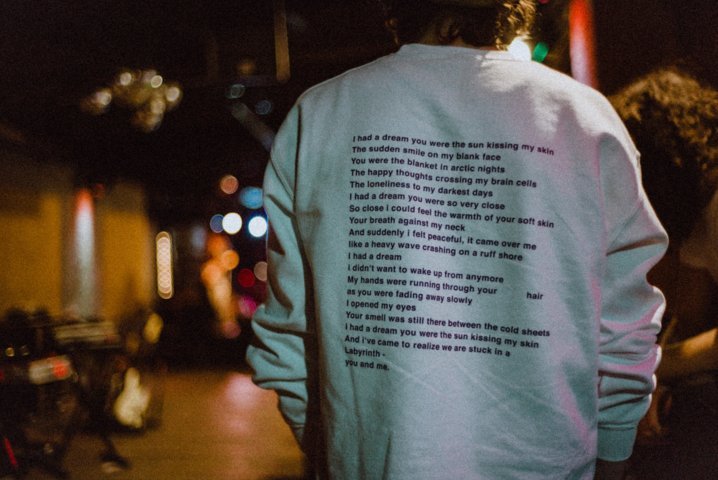 I had a dream you were the sun kissing my skin
The sudden smile on my blank face
You were the blanket in arctic nights
The happy thoughts crossing my brain cells
The loneliness to my darkest days
I had a dream you were so very close
So close i could feel the warmth of your soft skin
Your breath against my neck
And suddenly i felt peaceful, it came over me
like a heavy wave crashing on a ruff shore
I had a dream
i didn't want to wake up from anymore
My hands were running through your hair
as you were fading away slowly
I opened my eyes
Your smell was still there between the cold sheets
I had a dream you were the sun kissing my skin
And i've came to realize we are stuck in a
Labyrinth -
you and me.